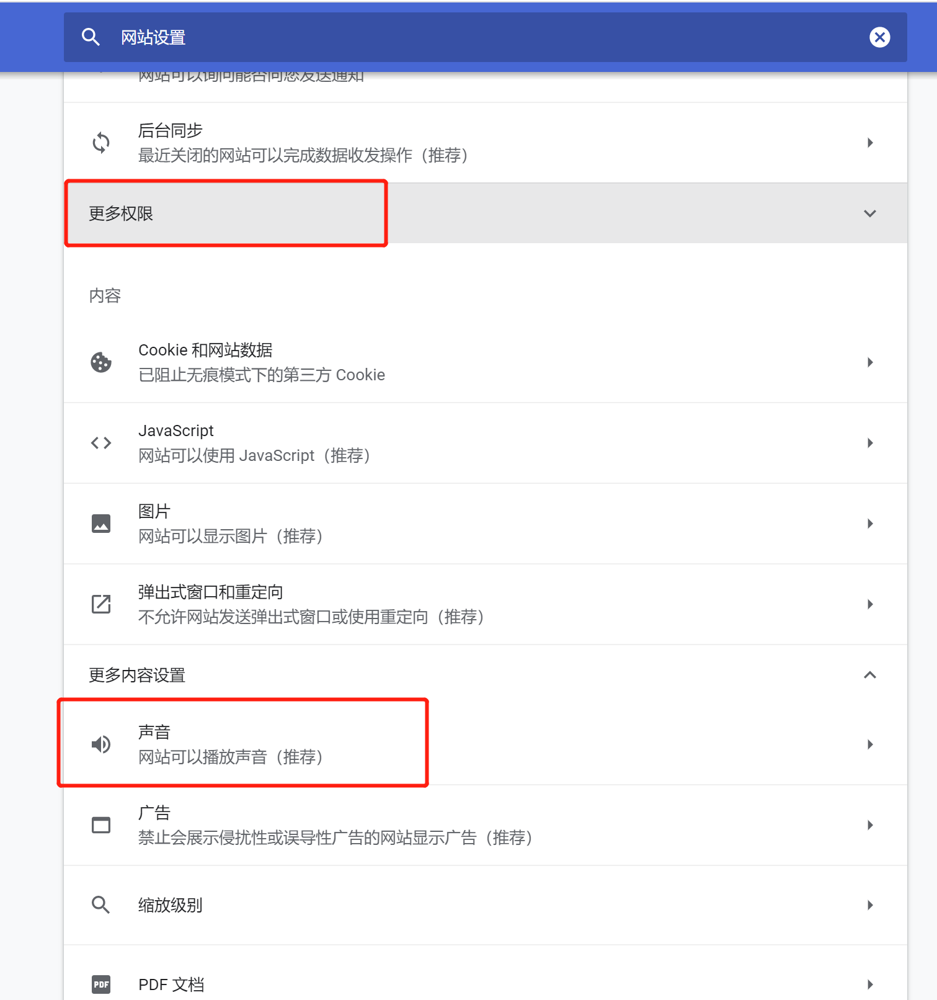 网站设置
网站可以询问能否向您发送通知
后台同步
最近关闭的网站可以完成数据收发操作（推荐）
更多权限
内容
Cookie 和网站数据
已阻止无痕模式下的第三方 Cookie
JavaScript
网站可以使用 JavaScript（推荐）
图片
网站可以显示图片（推荐）
弹出式窗口和重定向
不允许网站发送弹出式窗口或使用重定向（推荐）
更多内容设置
声音
网站可以播放声音（推荐）
广告
禁止会展示侵扰性或误导性广告的网站显示广告（推荐）
缩放级别
PDF PDF 文档